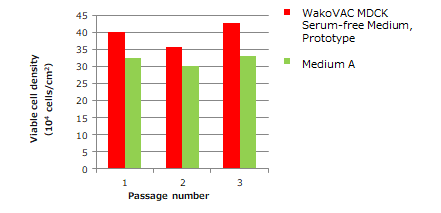 45
40
35
30
25
20
15
10
5
0
Viable cell density
(10⁴ cells/cm²)
1 2 3
Passage number
WakoVAC MDCK
Serum-free Medium,
Prototype
Medium A